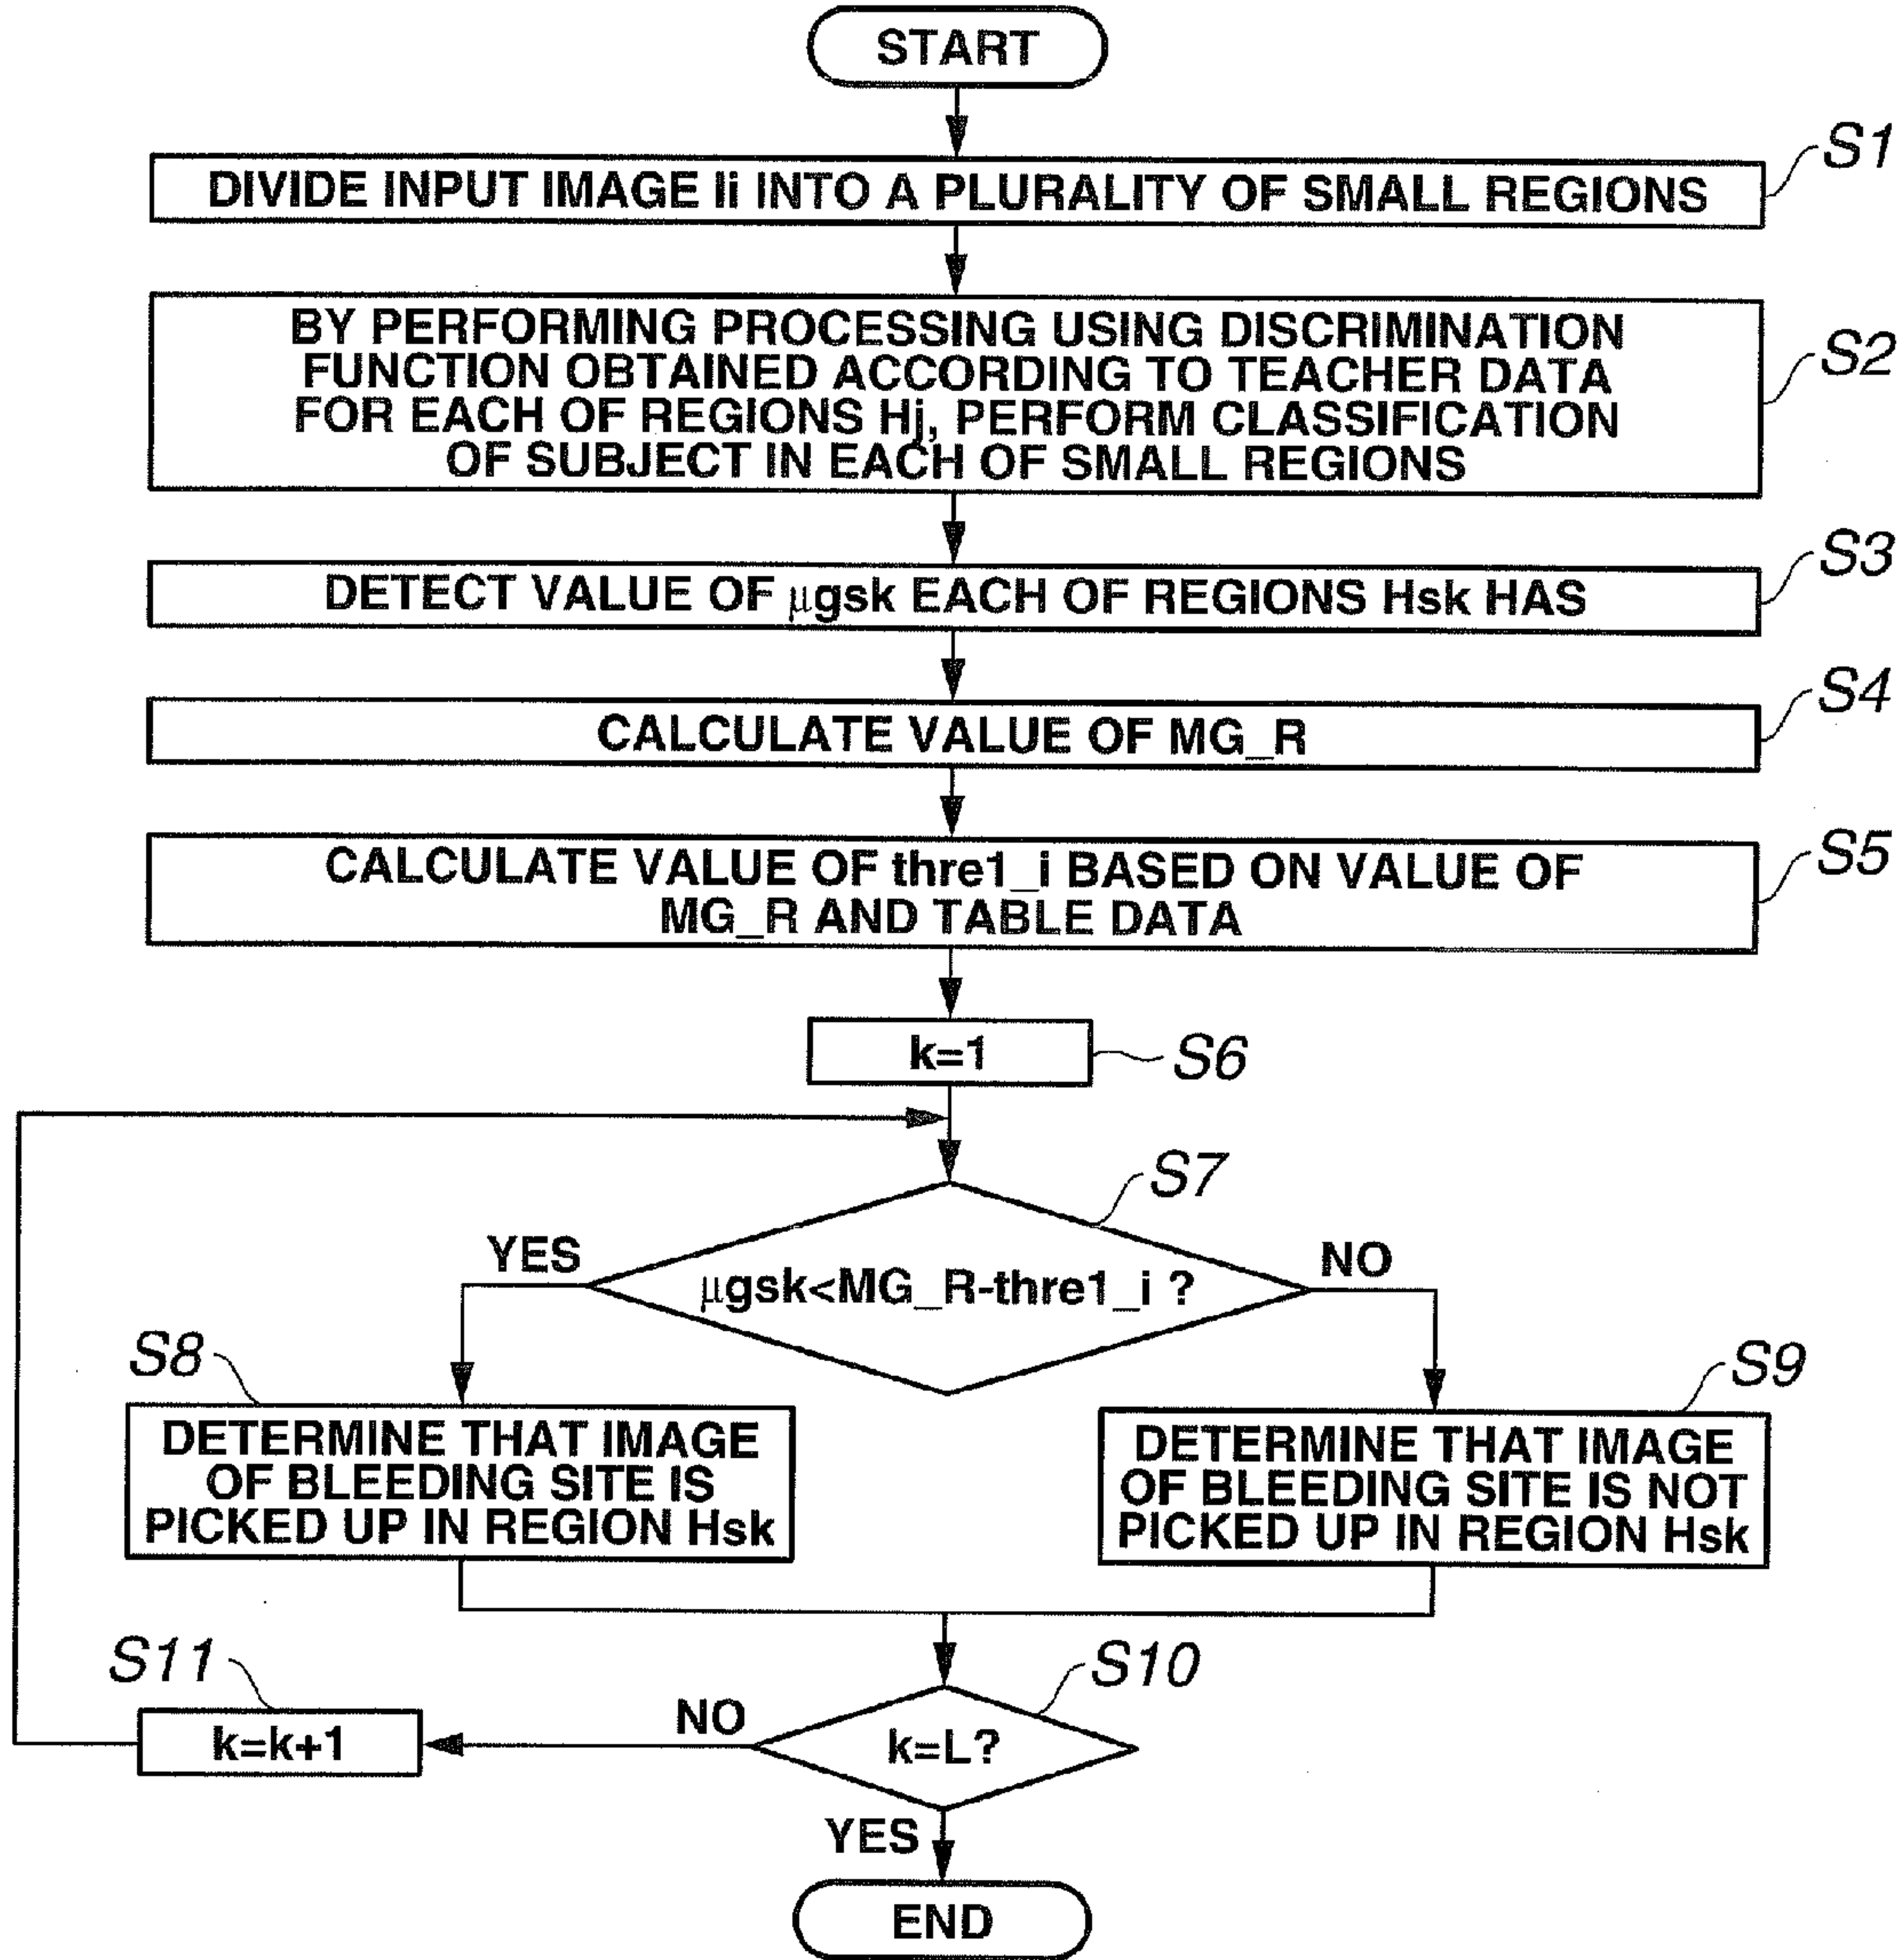 START
S1
DIVIDE INPUT IMAGE Ii INTO A PLURALITY OF SMALL REGIONS
BY PERFORMING PROCESSING USING DISCRIMINATION
FUNCTION OBTAINED ACCORDING TO TEACHER DATA
FOR EACH OF REGIONS Hj, PERFORM CLASSIFICATION
OF SUBJECT IN EACH OF SMALL REGIONS
S2
S3
DETECT VALUE OF μgsk EACH OF REGIONS Hsk HAS
S4
CALCULATE VALUE OF MG_R
S5
CALCULATE VALUE OF thre1_i BASED ON VALUE OF
MG_R AND TABLE DATA
k=1
S6
S7
YES
μgsk<MG_R-thre1_i ?
NO
S8
DETERMINE THAT IMAGE
OF BLEEDING SITE IS
PICKED UP IN REGION Hsk
S9
DETERMINE THAT IMAGE
OF BLEEDING SITE IS NOT
PICKED UP IN REGION Hsk
S11
k=k+1
NO
S10
k=L?
YES
END